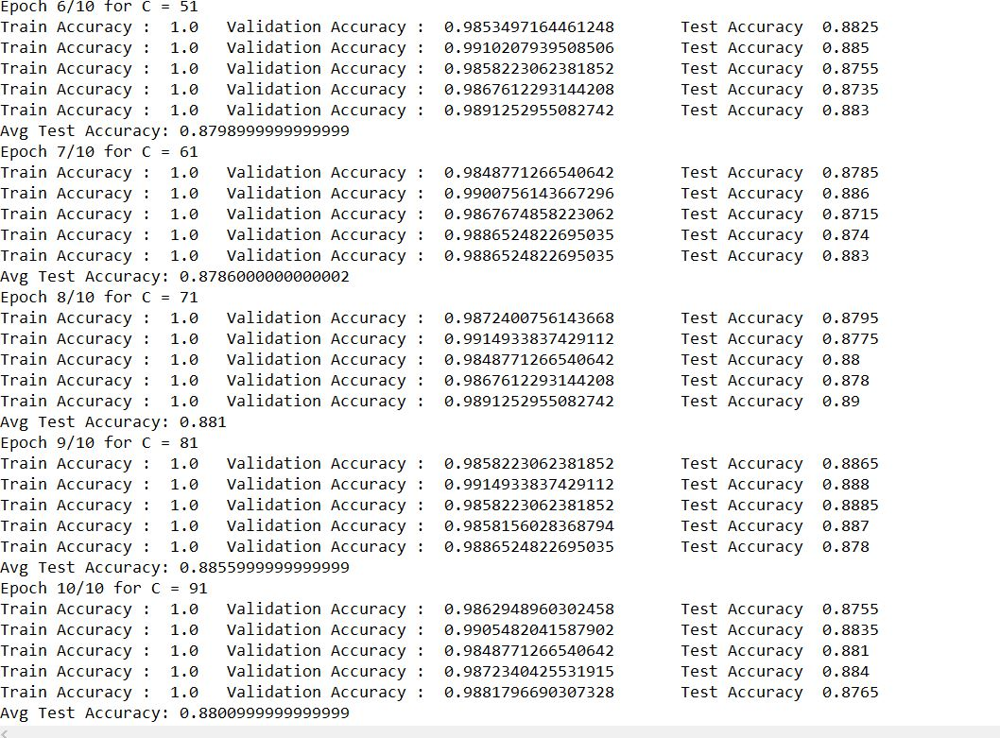 Epoch 6/10 for C = 51
Train Accuracy :  1.0   Validation Accuracy :  0.9853497164461248       Test Accuracy  0.8825
Train Accuracy :  1.0   Validation Accuracy :  0.9910207939508506       Test Accuracy  0.885
Train Accuracy :  1.0   Validation Accuracy :  0.9858223062381852       Test Accuracy  0.8755
Train Accuracy :  1.0   Validation Accuracy :  0.9867612293144208       Test Accuracy  0.8735
Train Accuracy :  1.0   Validation Accuracy :  0.9891252955082742       Test Accuracy  0.883
Avg Test Accuracy: 0.8798999999999999
Epoch 7/10 for C = 61
Train Accuracy :  1.0   Validation Accuracy :  0.9848771266540642       Test Accuracy  0.8785
Train Accuracy :  1.0   Validation Accuracy :  0.9900756143667296       Test Accuracy  0.886
Train Accuracy :  1.0   Validation Accuracy :  0.9867674858223062       Test Accuracy  0.8715
Train Accuracy :  1.0   Validation Accuracy :  0.9886524822695035       Test Accuracy  0.874
Train Accuracy :  1.0   Validation Accuracy :  0.9886524822695035       Test Accuracy  0.883
Avg Test Accuracy: 0.8786000000000002
Epoch 8/10 for C = 71
Train Accuracy :  1.0   Validation Accuracy :  0.9872400756143668       Test Accuracy  0.8795
Train Accuracy :  1.0   Validation Accuracy :  0.9914933837429112       Test Accuracy  0.8775
Train Accuracy :  1.0   Validation Accuracy :  0.9848771266540642       Test Accuracy  0.88
Train Accuracy :  1.0   Validation Accuracy :  0.9867612293144208       Test Accuracy  0.878
Train Accuracy :  1.0   Validation Accuracy :  0.9891252955082742       Test Accuracy  0.89
Avg Test Accuracy: 0.881
Epoch 9/10 for C = 81
Train Accuracy :  1.0   Validation Accuracy :  0.9858223062381852       Test Accuracy  0.8865
Train Accuracy :  1.0   Validation Accuracy :  0.9914933837429112       Test Accuracy  0.888
Train Accuracy :  1.0   Validation Accuracy :  0.9858223062381852       Test Accuracy  0.8885
Train Accuracy :  1.0   Validation Accuracy :  0.9858156028368794       Test Accuracy  0.887
Train Accuracy :  1.0   Validation Accuracy :  0.9886524822695035       Test Accuracy  0.878
Avg Test Accuracy: 0.8855999999999999
Epoch 10/10 for C = 91
Train Accuracy :  1.0   Validation Accuracy :  0.9862948960302458       Test Accuracy  0.8755
Train Accuracy :  1.0   Validation Accuracy :  0.9905482041587902       Test Accuracy  0.8835
Train Accuracy :  1.0   Validation Accuracy :  0.9848771266540642       Test Accuracy  0.881
Train Accuracy :  1.0   Validation Accuracy :  0.9872340425531915       Test Accuracy  0.884
Train Accuracy :  1.0   Validation Accuracy :  0.9881796690307328       Test Accuracy  0.8765
Avg Test Accuracy: 0.8800999999999999